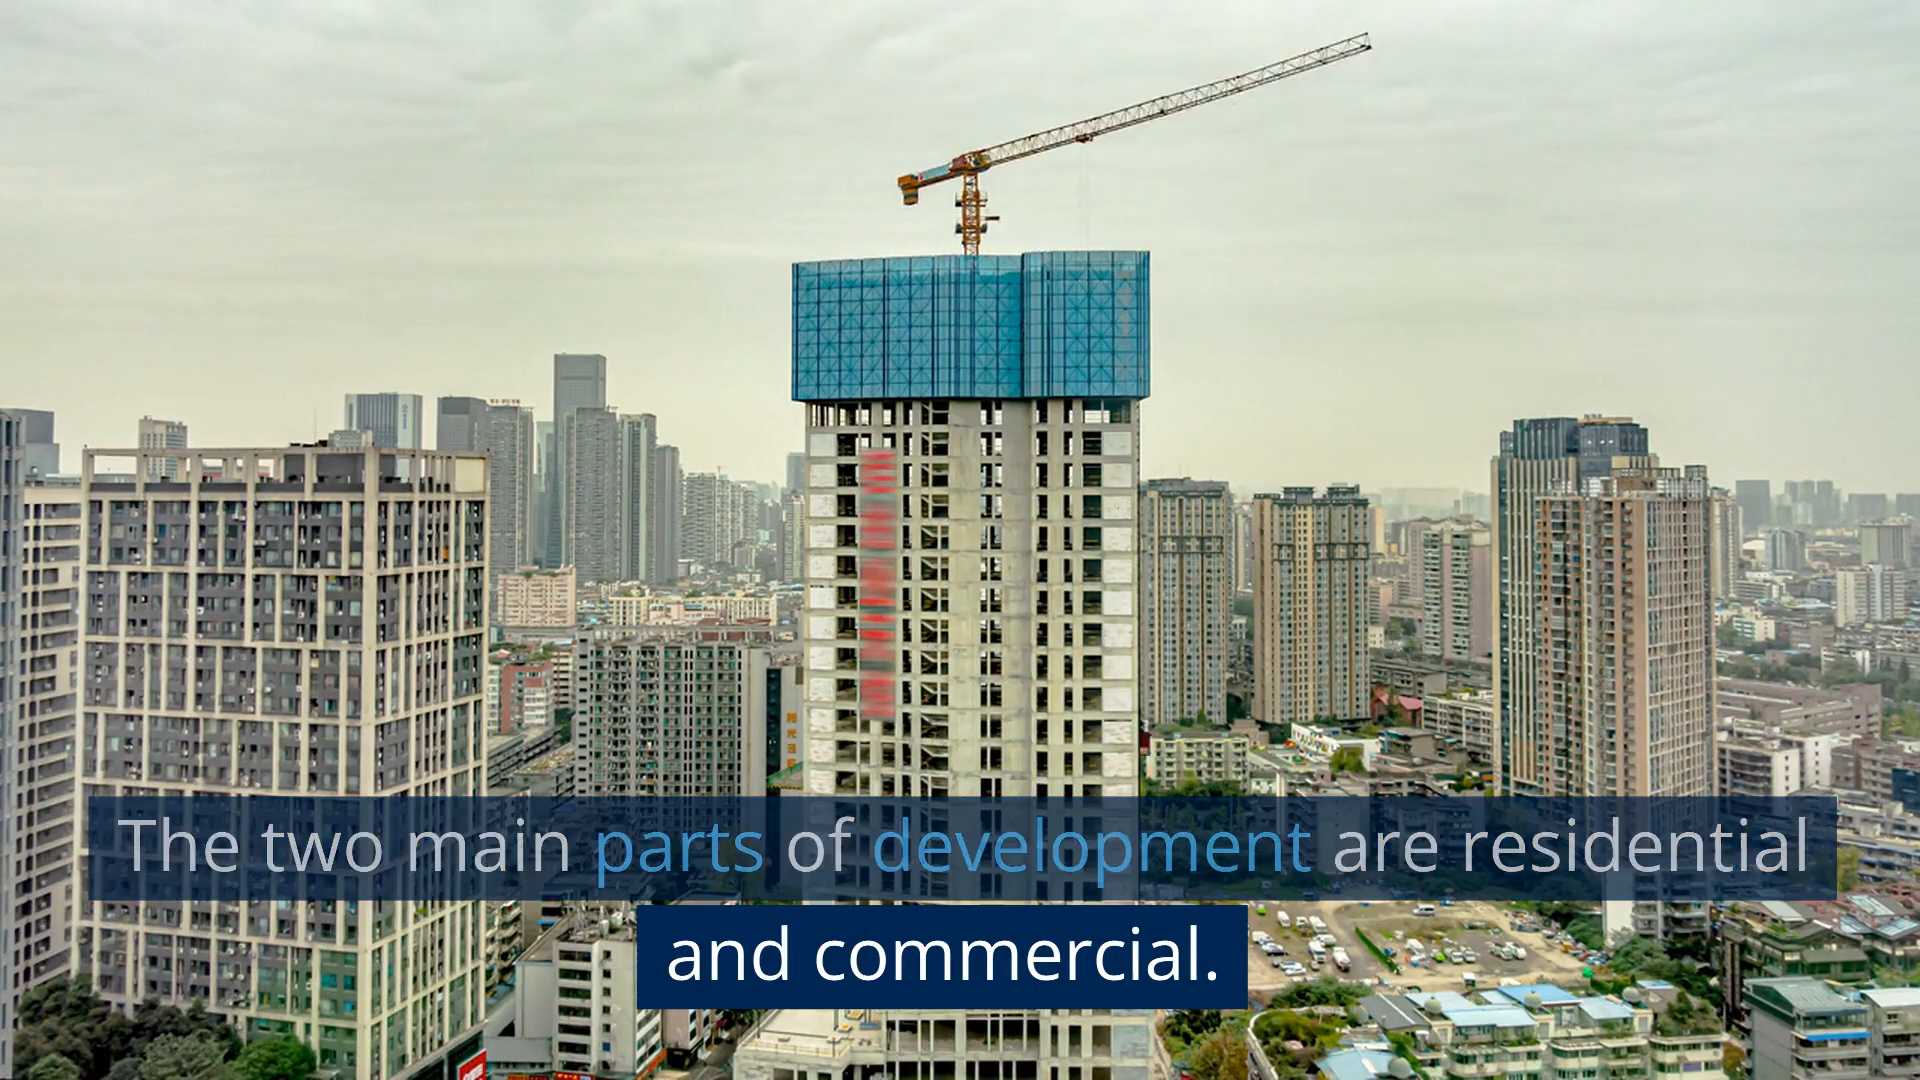 The two main parts of development are residential
and commercial.